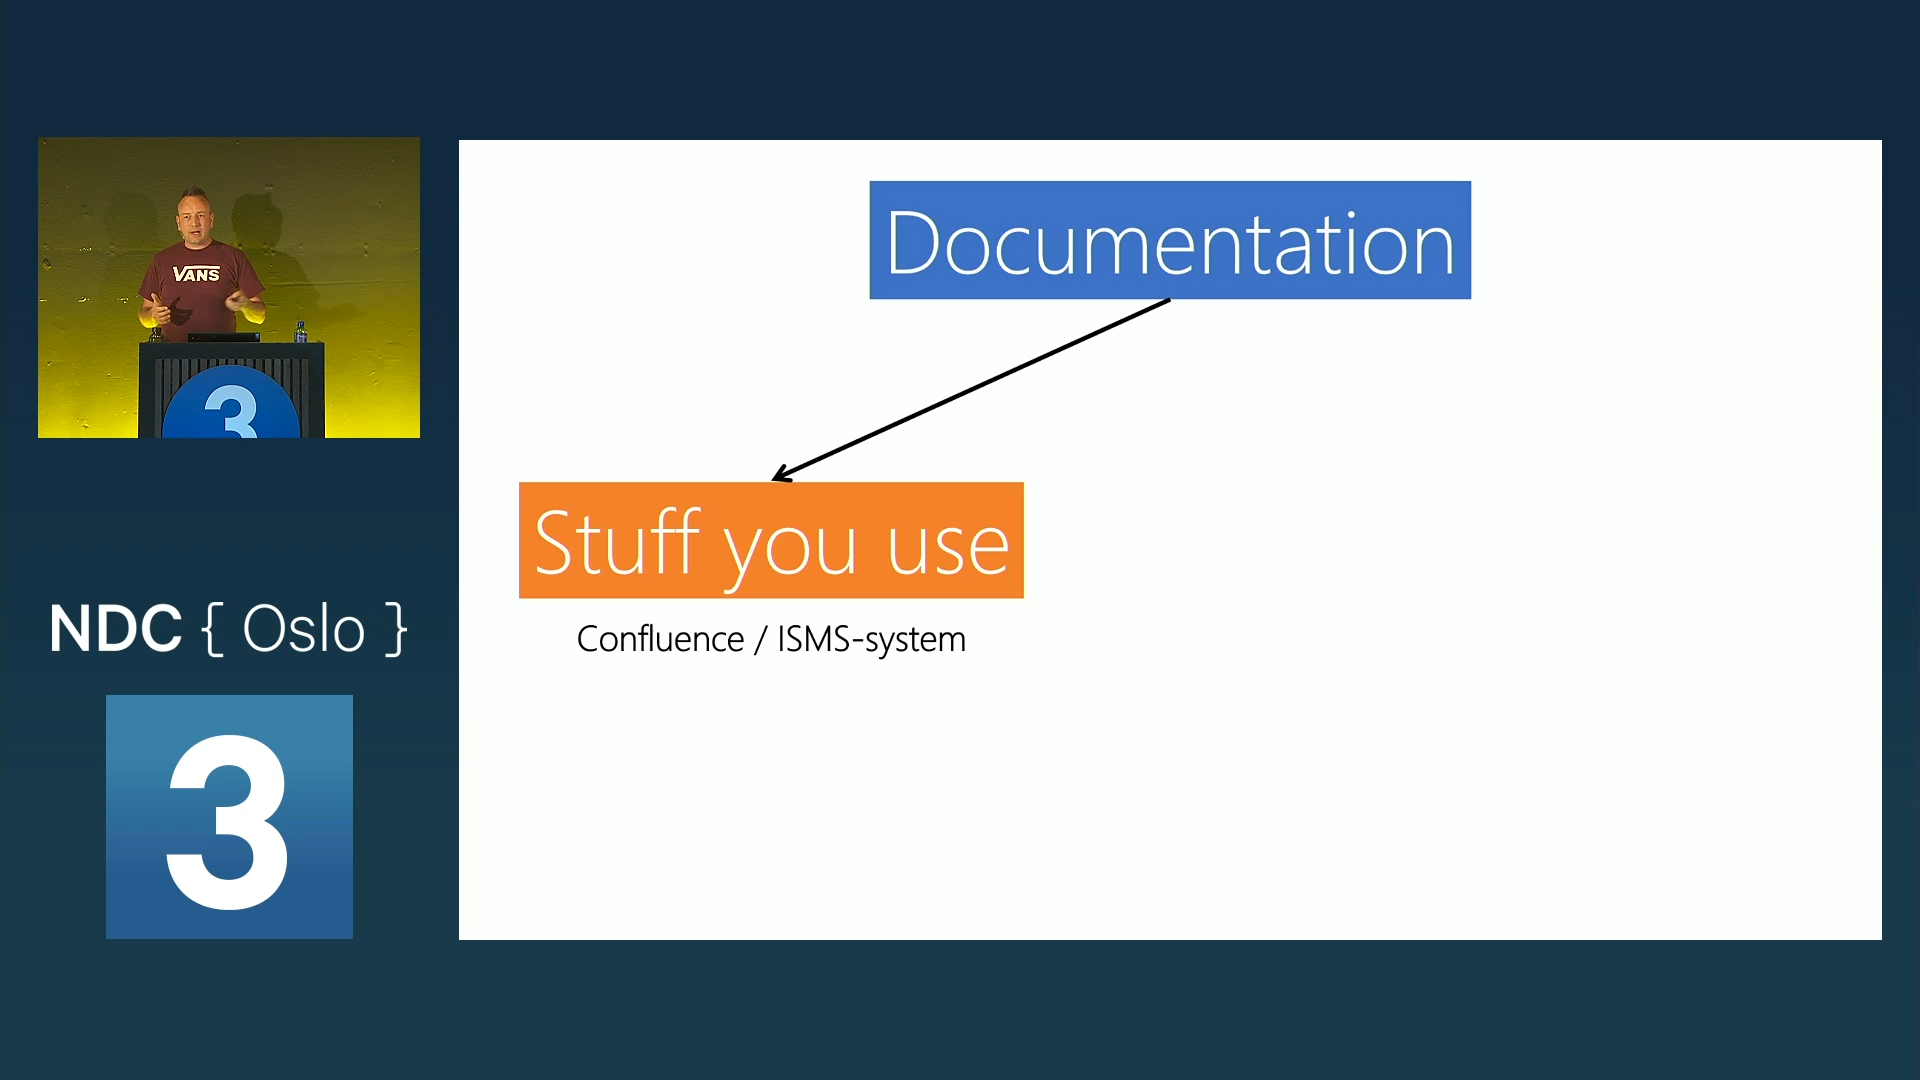 VANS
3
NDC { Oslo }
3
Documentation
Stuff you use
Confluence / ISMS-system